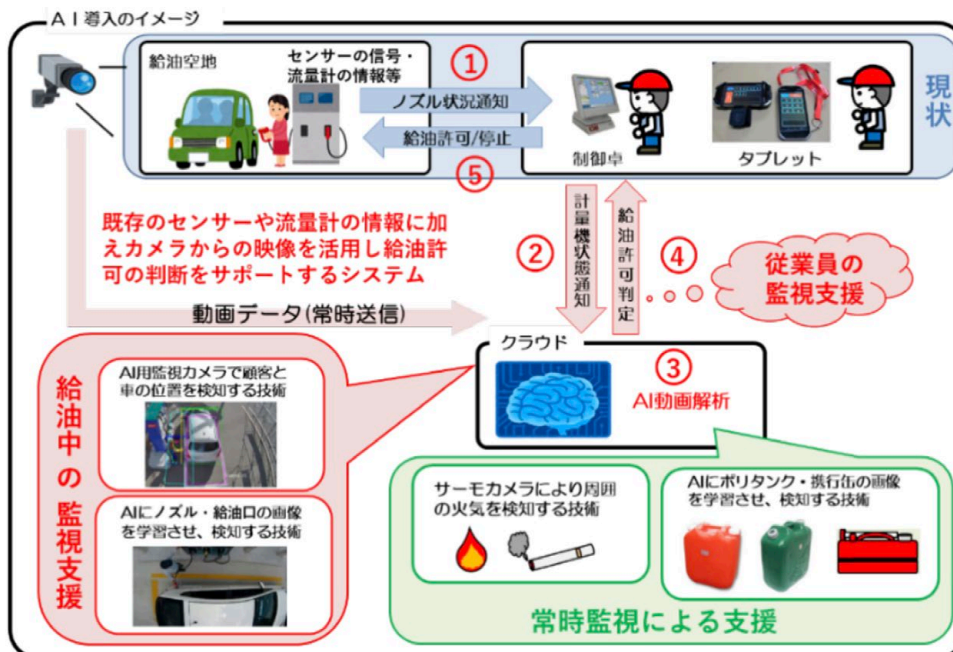 AI導入のイメージ
給油空地
センサーの信号・
流量計の情報等
①
ノズル状況通知
給油許可/停止
⑤
制御卓
タブレット
現状
既存のセンサーや流量計の情報に加
えカメラからの映像を活用し給油許
可の判断をサポートするシステム
②
計量機状態通知
給油許可判定
④
従業員の
監視支援
動画データ(常時送信)
クラウド
③
AI動画解析
給油中の監視支援
AI用監視カメラで顧客と
車の位置を検知する技術
AIにノズル・給油口の画像
を学習させ、検知する技術
サーモカメラにより周囲
の火気を検知する技術
AIにポリタンク・携行缶の画像
を学習させ、検知する技術
常時監視による支援